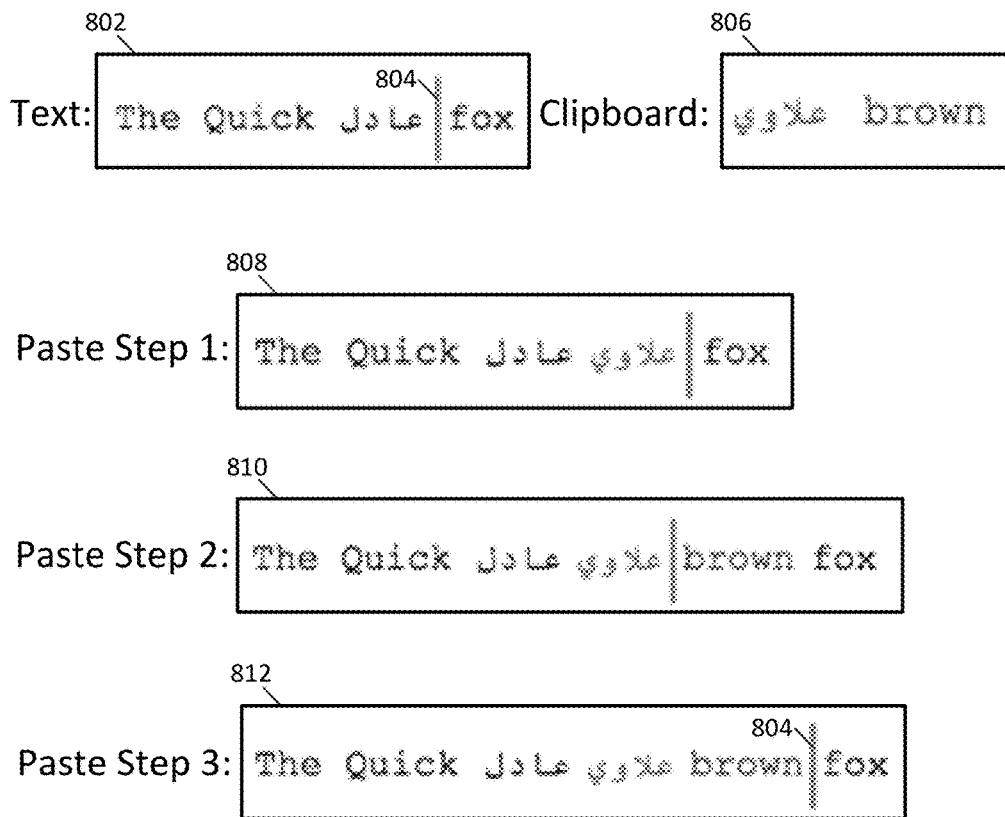 802
806
804
Text: The Quick عادل fox Clipboard: علاوي brown
808
Paste Step 1: The Quick عادل علاوي fox
810
Paste Step 2: The Quick عادل علاوي brown fox
812
804
Paste Step 3: The Quick عادل علاوي brown fox